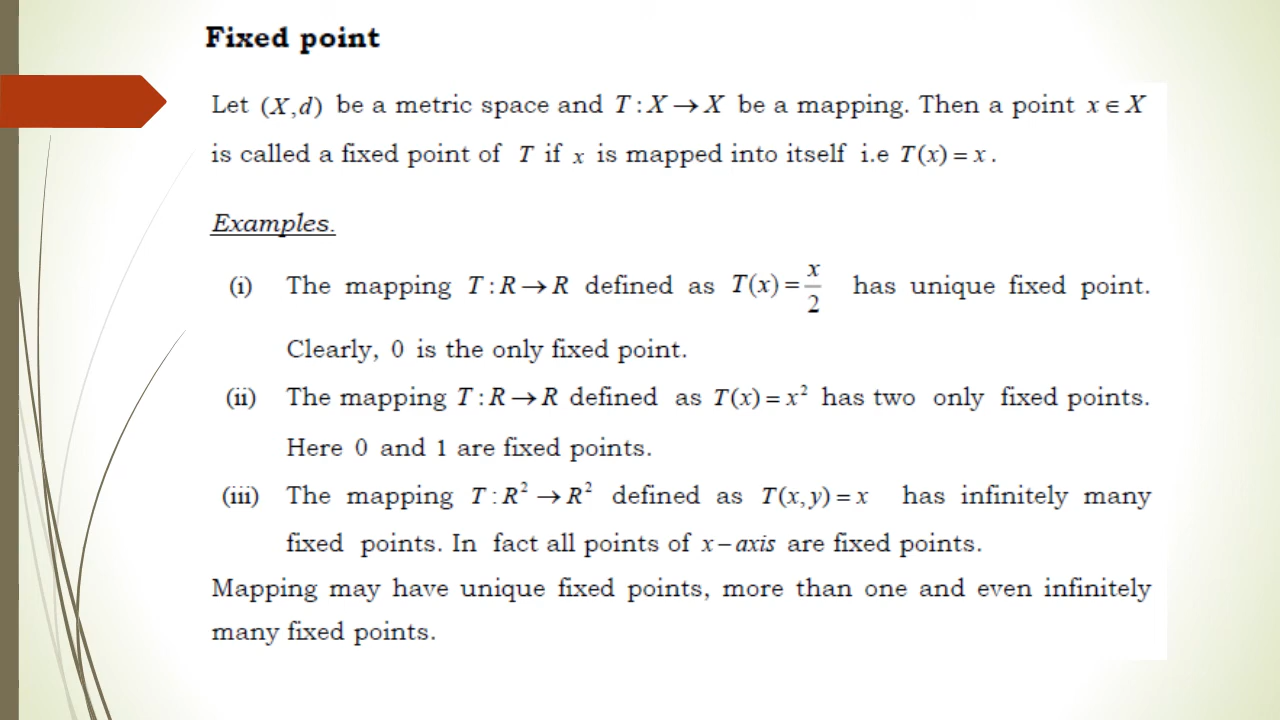 Fixed point
Let (X,d) be a metric space and T : X → X be a mapping. Then a point x ∈ X
is called a fixed point of T if x is mapped into itself i.e T(x) = x.
Examples.
(i) The mapping T : R → R defined as T(x) = x/2 has unique fixed point.
Clearly, 0 is the only fixed point.
(ii) The mapping T : R → R defined as T(x) = x² has two only fixed points.
Here 0 and 1 are fixed points.
(iii) The mapping T : R² → R² defined as T(x, y) = x has infinitely many
fixed points. In fact all points of x – axis are fixed points.
Mapping may have unique fixed points, more than one and even infinitely
many fixed points.